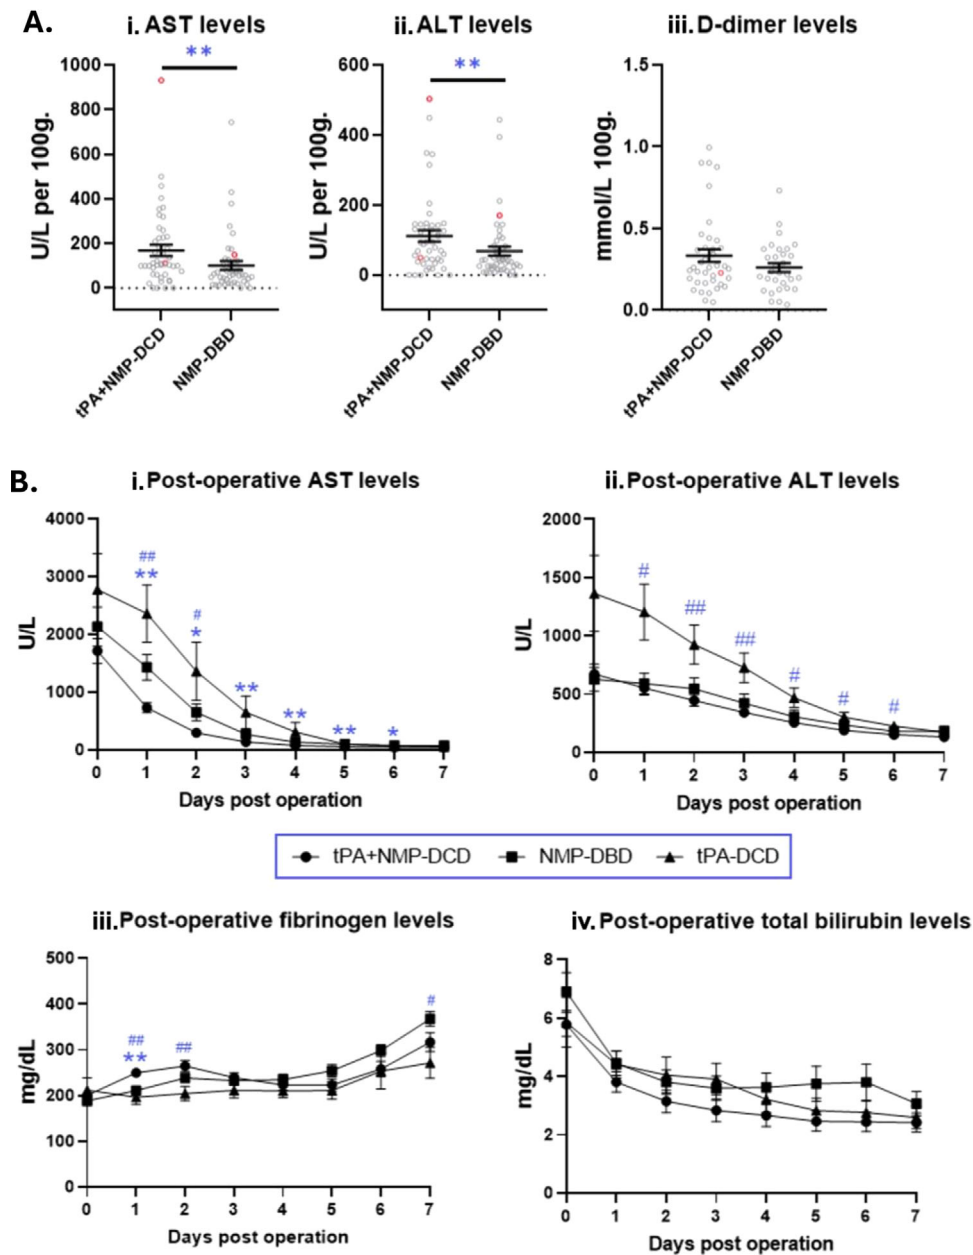 A.
i. AST levels
ii. ALT levels
iii. D-dimer levels
U/L per 100g.
1000
800
600
400
200
0
**
tPA+NMP-DCD
NMP-DBD
U/L per 100g.
600
400
200
0
**
tPA+NMP-DCD
NMP-DBD
mmol/L 100g.
1.5
1.0
0.5
0.0
tPA+NMP-DCD
NMP-DBD
B.
i. Post-operative AST levels
U/L
4000
3000
2000
1000
0
##
**
#
*
**
**
**
*
0 1 2 3 4 5 6 7
Days post operation
ii. Post-operative ALT levels
U/L
2000
1500
1000
500
0
#
##
##
#
#
#
0 1 2 3 4 5 6 7
Days post operation
tPA+NMP-DCD NMP-DBD tPA-DCD
iii. Post-operative fibrinogen levels
mg/dL
500
400
300
200
100
0
##
**
##
#
0 1 2 3 4 5 6 7
Days post operation
iv. Post-operative total bilirubin levels
mg/dL
8
6
4
2
0
0 1 2 3 4 5 6 7
Days post operation